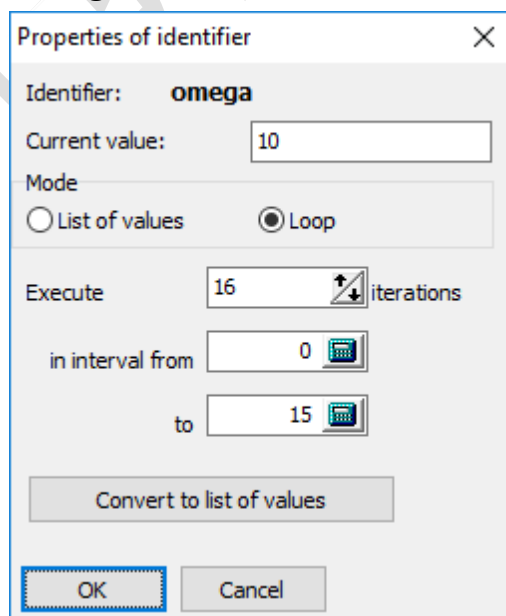 Properties of identifier
Identifier: omega
Current value: 10
Mode
List of values Loop
Execute 16 iterations
in interval from 0
to 15
Convert to list of values
OK Cancel